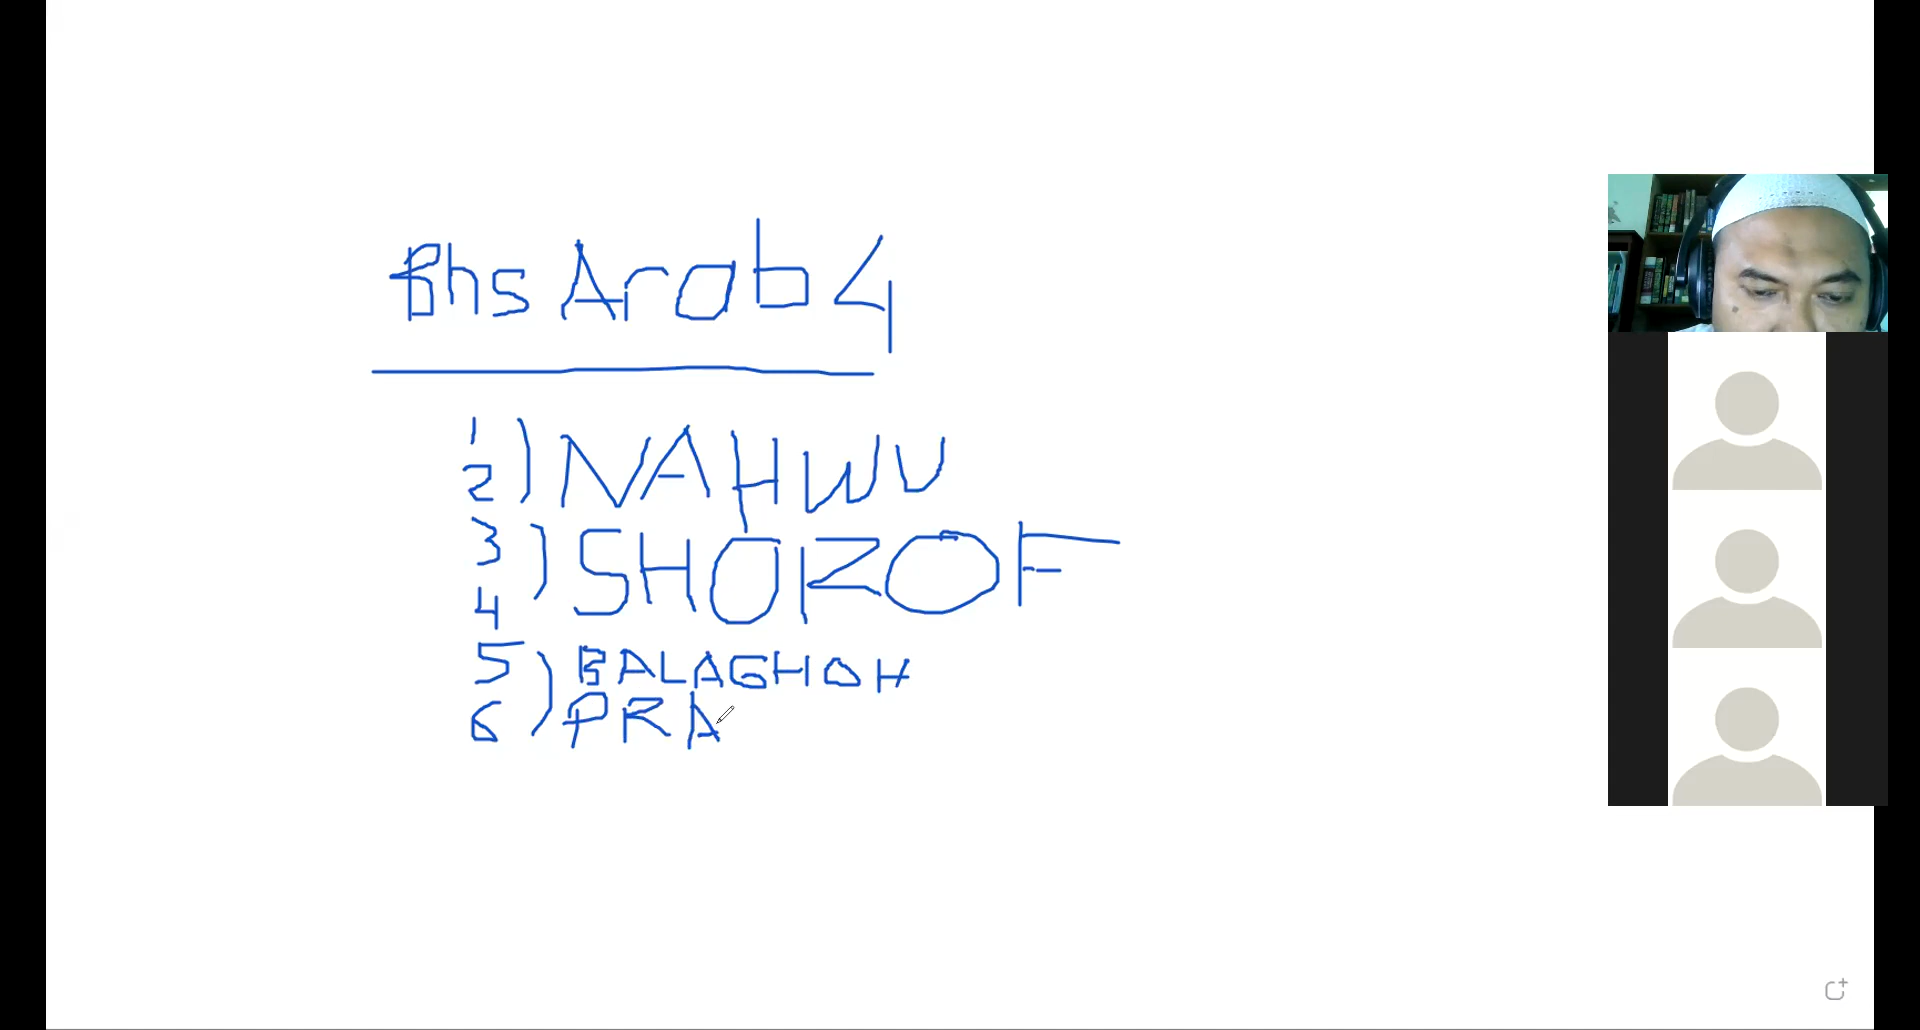 Bhs Arab 4
1
2 ) NAHWU
3 ) SHOROF
4
5 ) BALAGHOH
6 PRA